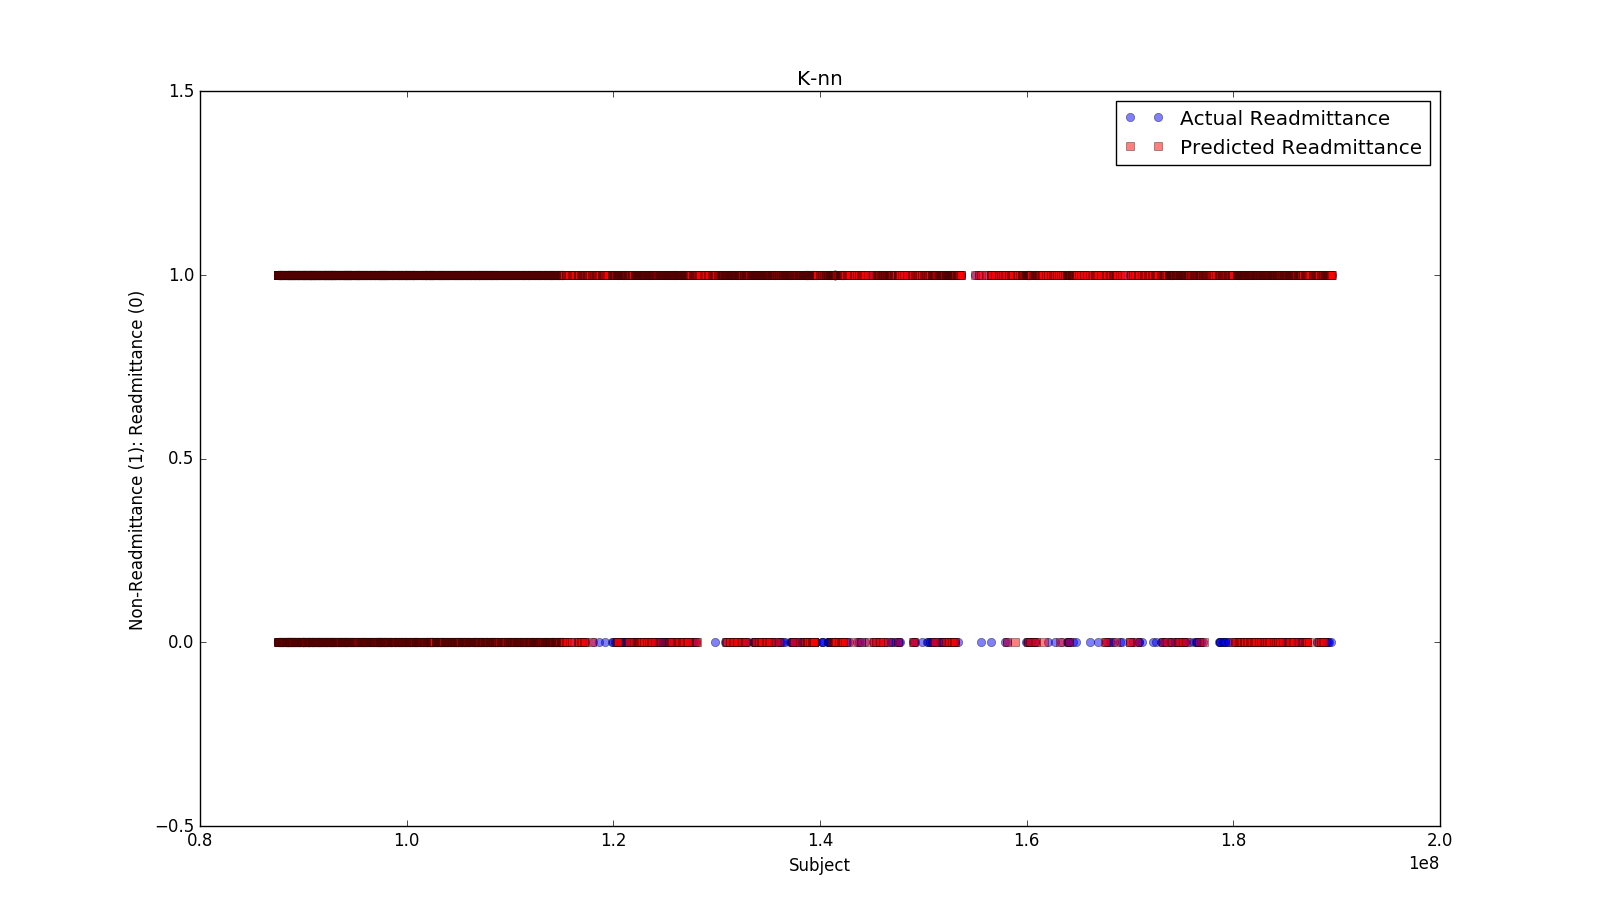 K-nn
Actual Readmittance
Predicted Readmittance
1.5
1.0
0.5
0.0
−0.5
Non-Readmittance (1): Readmittance (0)
0.8 1.0 1.2 1.4 1.6 1.8 2.0
1e8
Subject